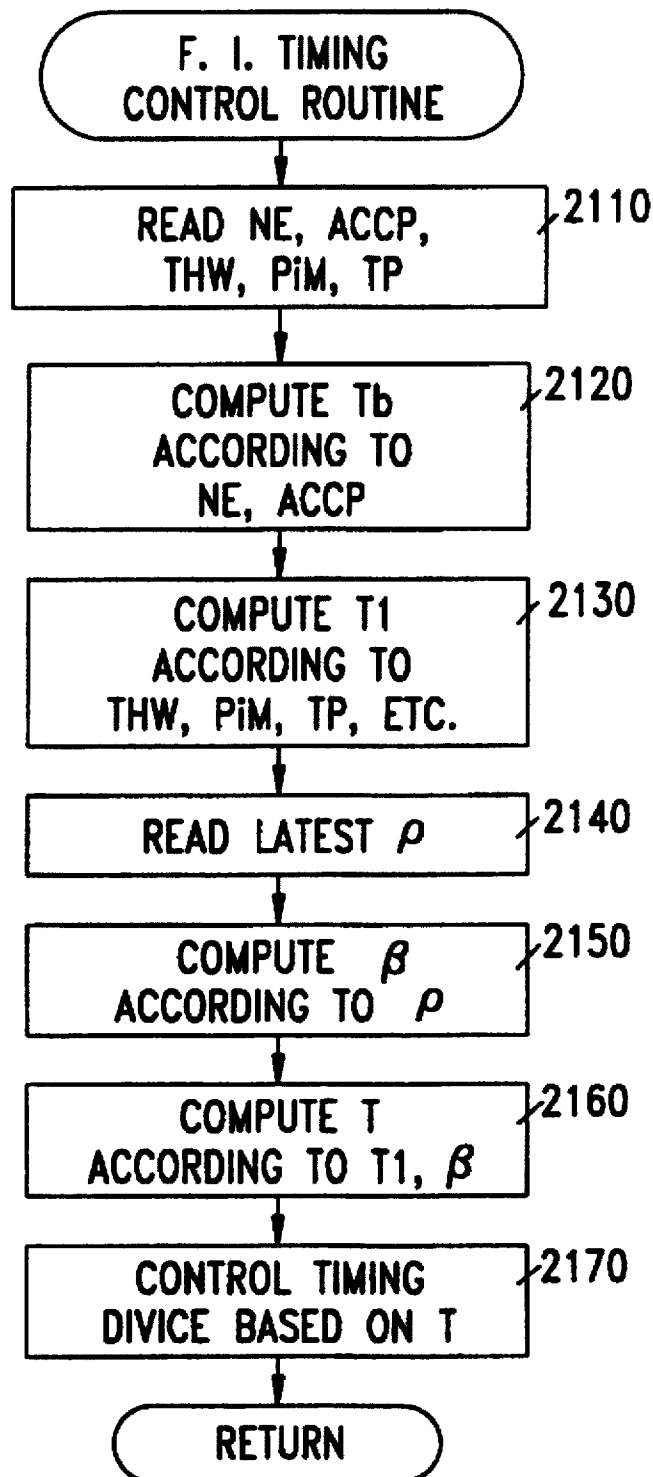 F. I. TIMING
CONTROL ROUTINE
2110
READ NE, ACCP,
THW, PiM, TP
2120
COMPUTE Tb
ACCORDING TO
NE, ACCP
2130
COMPUTE T1
ACCORDING TO
THW, PiM, TP, ETC.
2140
READ LATEST ρ
2150
COMPUTE β
ACCORDING TO ρ
2160
COMPUTE T
ACCORDING TO T1, β
2170
CONTROL TIMING
DIVICE BASED ON T
RETURN